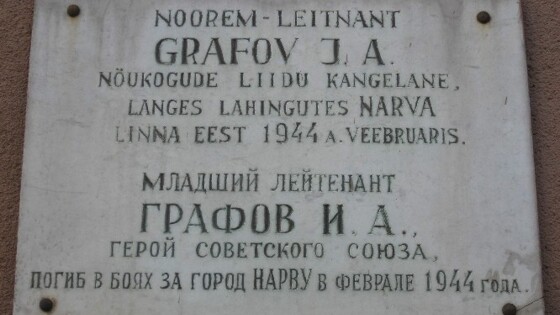 NOOREM-LEITNANT
GRAFOV J. A.
NÕUKOGUDE LIIDU KANGELANE,
LANGES LAHINGUTES NARVA
LINNA EEST 1944 A. VEEBRUARIS.
МЛАДШИЙ ЛЕЙТЕНАНТ
ГРАФОВ И. А.,
ГЕРОЙ СОВЕТСКОГО СОЮЗА,
ПОГИБ В БОЯХ ЗА ГОРОД НАРВУ В ФЕВРАЛЕ 1944 ГОДА.